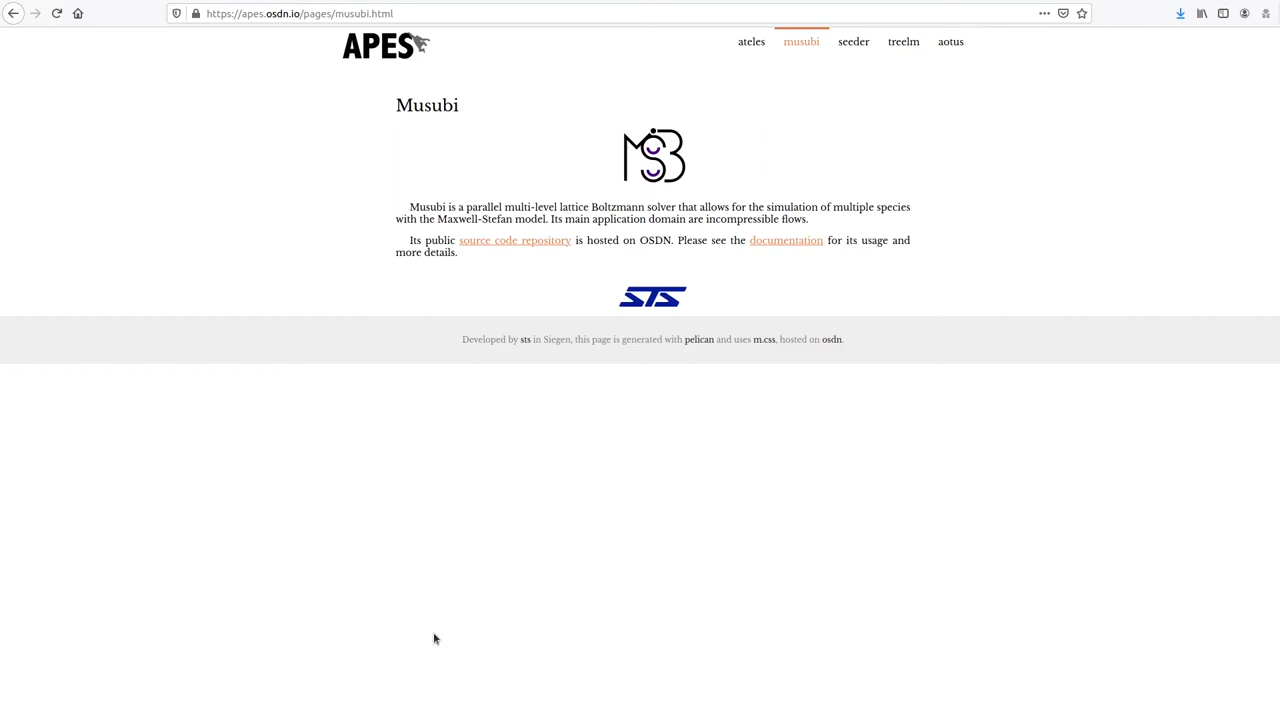 https://apes.osdn.io/pages/musubi.html
APES
ateles musubi seeder treelm aotus
Musubi
MSB
Musubi is a parallel multi-level lattice Boltzmann solver that allows for the simulation of multiple species
with the Maxwell-Stefan model. Its main application domain are incompressible flows.
Its public source code repository is hosted on OSDN. Please see the documentation for its usage and
more details.
STS
Developed by sts in Siegen, this page is generated with pelican and uses m.css, hosted on osdn.